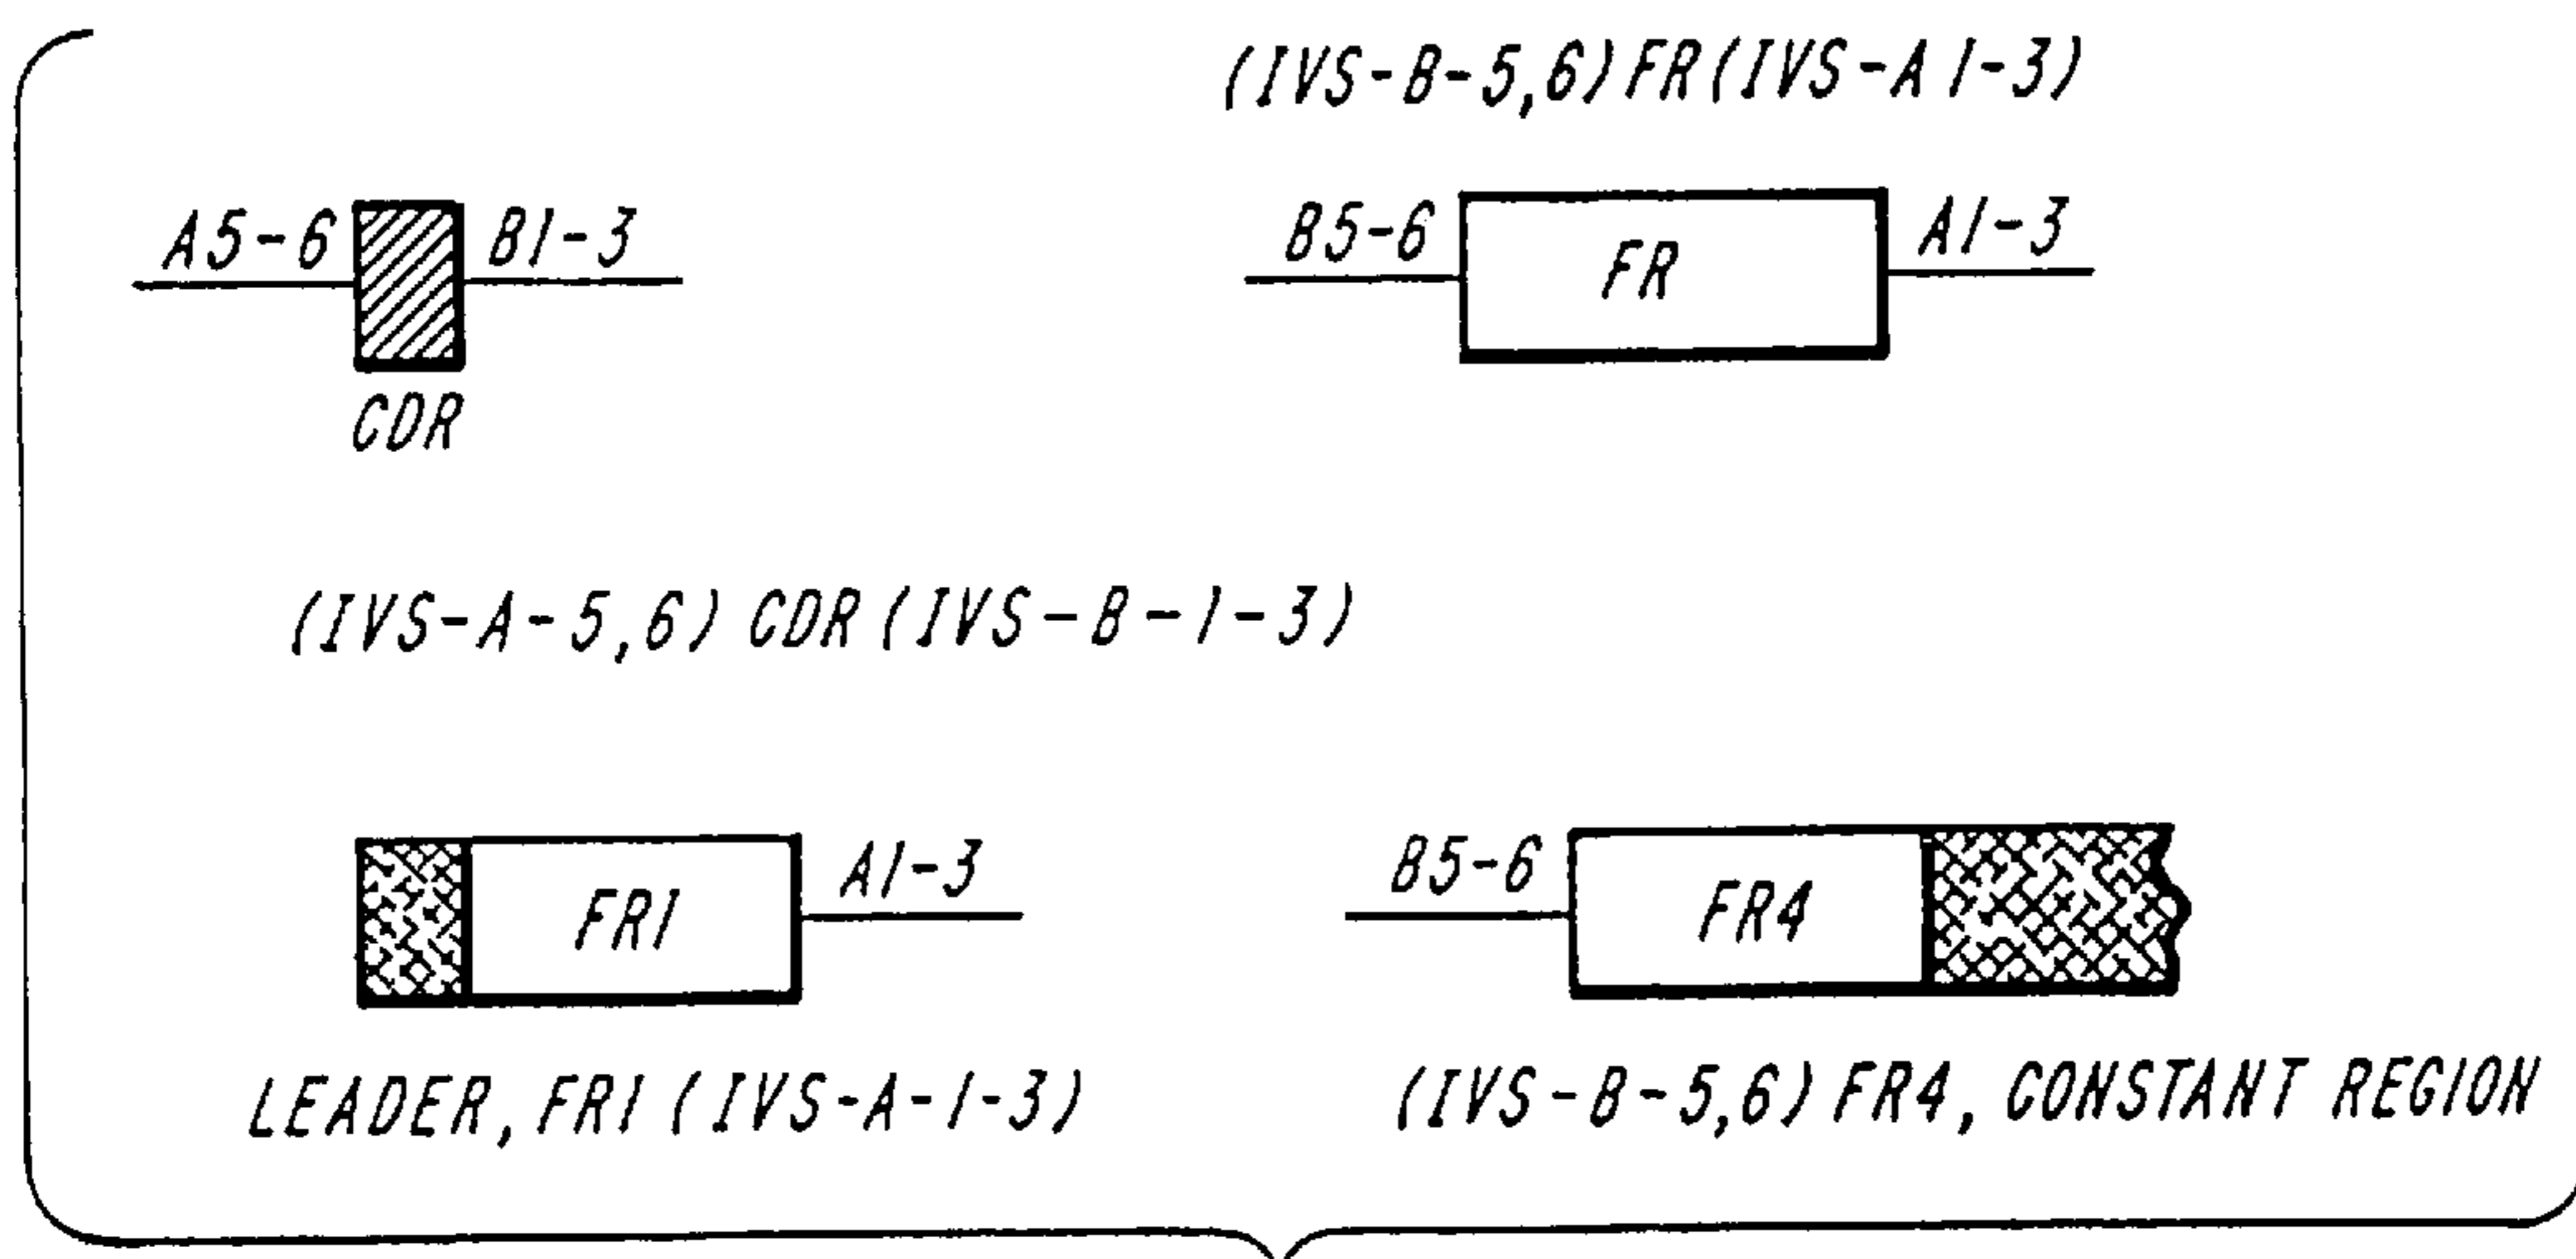 (IVS-B-5,6)FR(IVS-A 1-3)
A5-6 B1-3
CDR
B5-6 FR A1-3
(IVS-A-5,6) CDR (IVS-B-1-3)
FR1 A1-3
LEADER, FR1 (IVS-A-1-3)
B5-6 FR4
(IVS-B-5,6) FR4, CONSTANT REGION